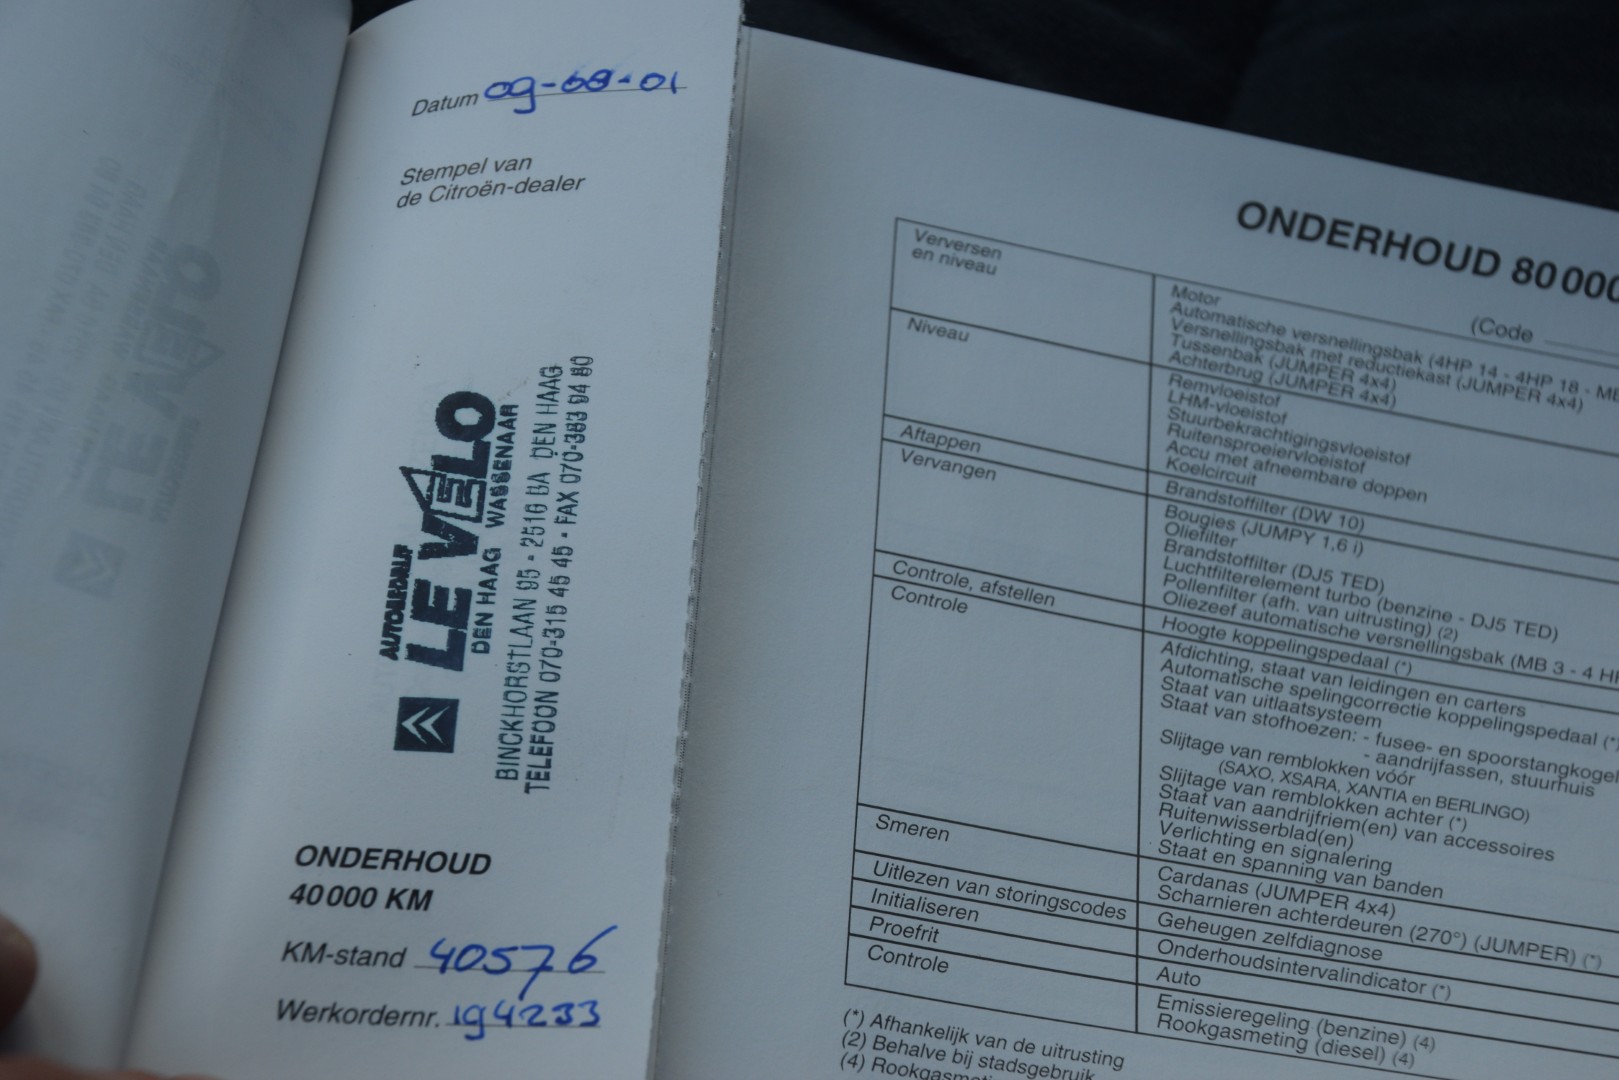 Datum 09-08-01
Stempel van
de Citroën-dealer
AUTOBEDRIJF
LE VELO
DEN HAAG WASSENAAR
BINCKHORSTLAAN 95 - 2516 BA DEN HAAG
TELEFOON 070-315 45 45 - FAX 070-383 94 80
ONDERHOUD
40 000 KM
KM-stand 40576
Werkordernr. 194233
ONDERHOUD 80 000
(Code
Verversen
en niveau
Motor
Automatische versnellingsbak (4HP 14 - 4HP 18 - MB
Versnellingsbak met reductiekast (JUMPER 4x4)
Tussenbak (JUMPER 4x4)
Achterbrug (JUMPER 4x4)
Niveau
Remvloeistof
LHM-vloeistof
Stuurbekrachtigingsvloeistof
Ruitensproeiervloeistof
Accu met afneembare doppen
Koelcircuit
Aftappen
Brandstoffilter (DW 10)
Vervangen
Bougies (JUMPY 1.6 i)
Oliefilter
Brandstoffilter (DJ5 TED)
Luchtfilterelement turbo (benzine - DJ5 TED)
Pollenfilter (afh. van uitrusting) (2)
Oliezeef automatische versnellingsbak (MB 3 - 4 HP
Controle, afstellen
Hoogte koppelingspedaal (*)
Controle
Afdichting, staat van leidingen en carters
Automatische spelingcorrectie koppelingspedaal (*)
Staat van uitlaatsysteem
Staat van stofhoezen: - fusee- en spoorstangkogel
- aandrijfassen, stuurhuis
Slijtage van remblokken vóór
(SAXO, XSARA, XANTIA en BERLINGO)
Slijtage van remblokken achter (*)
Staat van aandrijfriem(en) van accessoires
Ruitenwisserblad(en)
Verlichting en signalering
Staat en spanning van banden
Smeren
Cardanas (JUMPER 4x4)
Scharnieren achterdeuren (270°) (JUMPER) (*)
Uitlezen van storingscodes
Geheugen zelfdiagnose
Initialiseren
Onderhoudsintervalindicator (*)
Proefrit
Auto
Controle
Emissieregeling (benzine) (4)
Rookgasmeting (diesel) (4)
(*) Afhankelijk van de uitrusting
(2) Behalve bij stadsgebruik
(4) Rookgasmeti